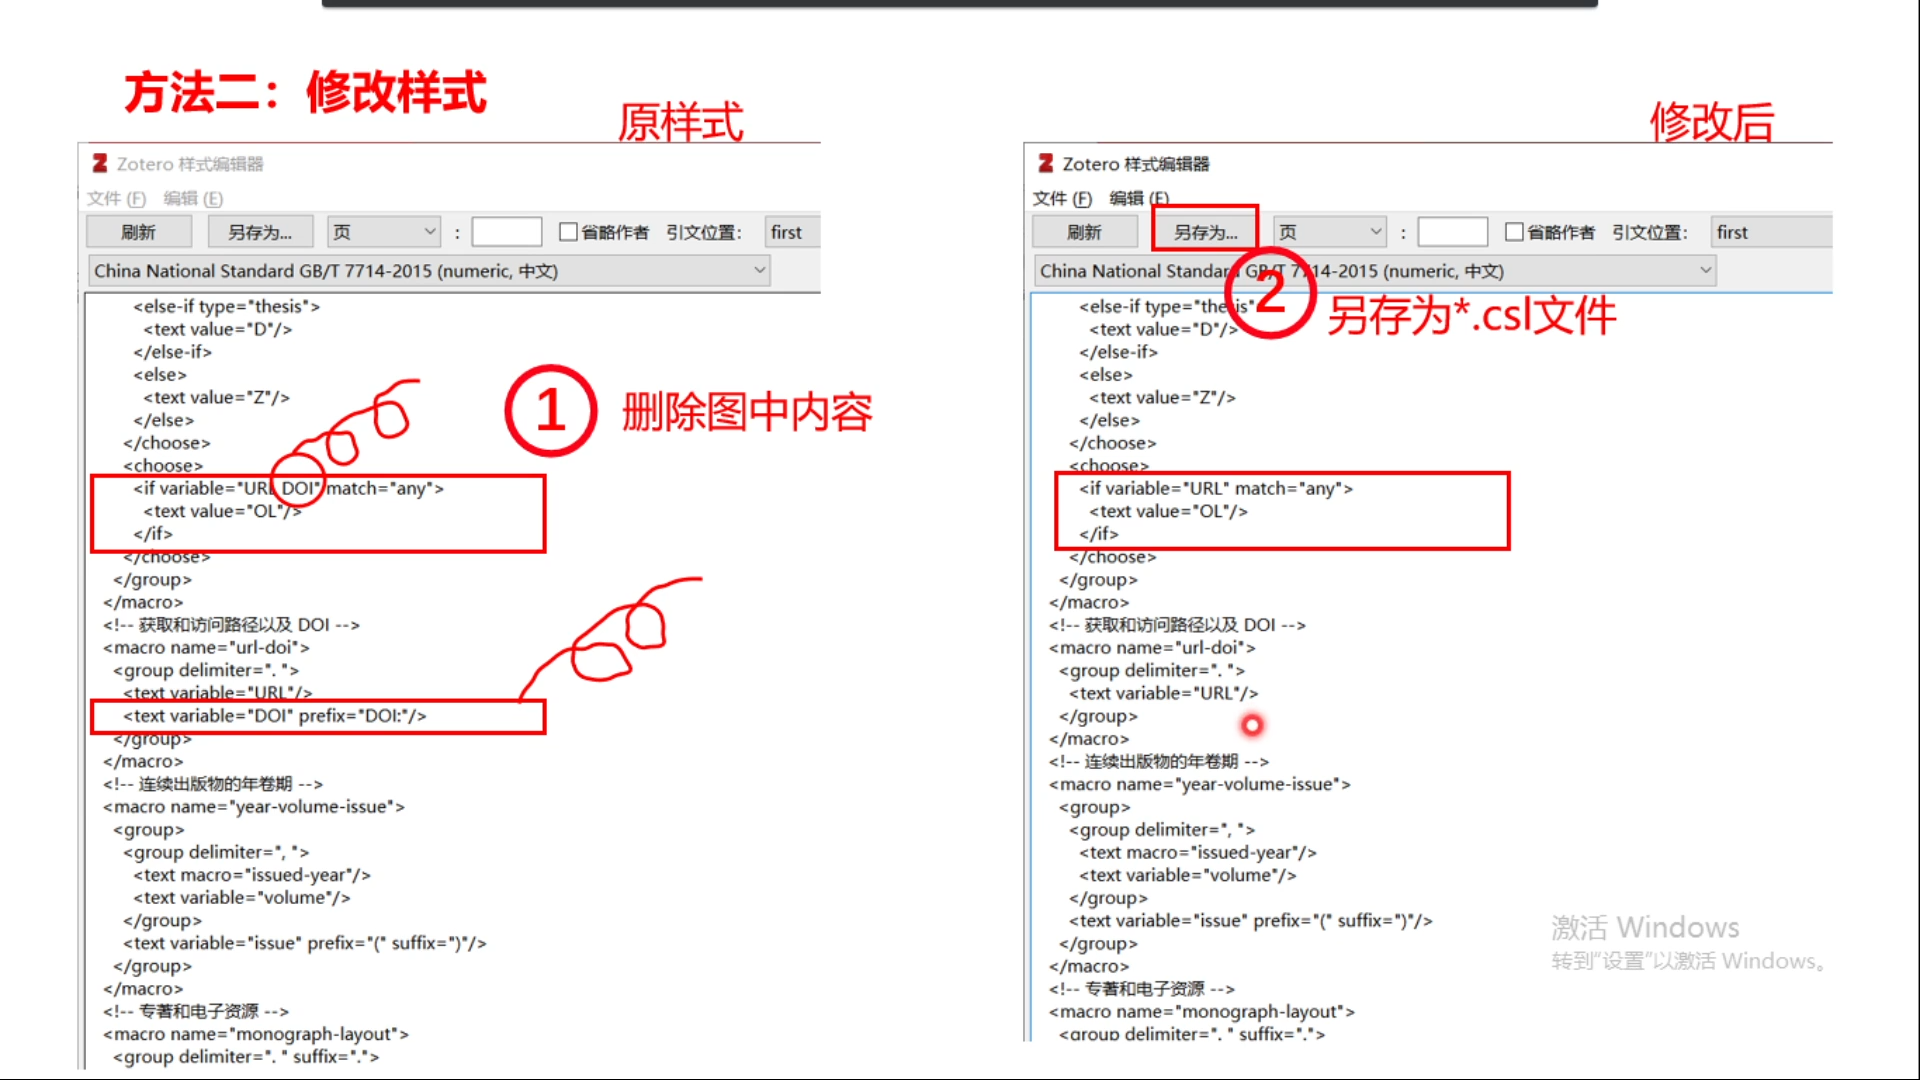 方法二：修改样式
原样式
Zotero 样式编辑器
文件 (F) 编辑 (E)
刷新 另存为... 页 : 省略作者 引文位置: first
China National Standard GB/T 7714-2015 (numeric, 中文)
<else-if type="thesis">
<text value="D"/>
</else-if>
<else>
<text value="Z"/>
</else>
</choose>
<choose>
<if variable="URL DOI" match="any">
<text value="OL"/>
</if>
</choose>
</group>
</macro>
<!-- 获取和访问路径以及 DOI -->
<macro name="url-doi">
<group delimiter=". ">
<text variable="URL"/>
<text variable="DOI" prefix="DOI:"/>
</group>
</macro>
<!-- 连续出版物的年卷期 -->
<macro name="year-volume-issue">
<group>
<group delimiter=", ">
<text macro="issued-year"/>
<text variable="volume"/>
</group>
<text variable="issue" prefix="(" suffix=")"/>
</group>
</macro>
<!-- 专著和电子资源 -->
<macro name="monograph-layout">
<group delimiter=". " suffix=".">
1 删除图中内容
修改后
Zotero 样式编辑器
文件 (F) 编辑 (E)
刷新 另存为... 页 : 省略作者 引文位置: first
China National Standard GB/T 7714-2015 (numeric, 中文)
2 另存为*.csl文件
<else-if type="thesis"
<text value="D"/>
</else-if>
<else>
<text value="Z"/>
</else>
</choose>
<choose>
<if variable="URL" match="any">
<text value="OL"/>
</if>
</choose>
</group>
</macro>
<!-- 获取和访问路径以及 DOI -->
<macro name="url-doi">
<group delimiter=". ">
<text variable="URL"/>
</group>
</macro>
<!-- 连续出版物的年卷期 -->
<macro name="year-volume-issue">
<group>
<group delimiter=", ">
<text macro="issued-year"/>
<text variable="volume"/>
</group>
<text variable="issue" prefix="(" suffix=")"/>
</group>
</macro>
<!-- 专著和电子资源 -->
<macro name="monograph-layout">
<group delimiter=". " suffix=".">
激活 Windows
转到"设置"以激活 Windows。